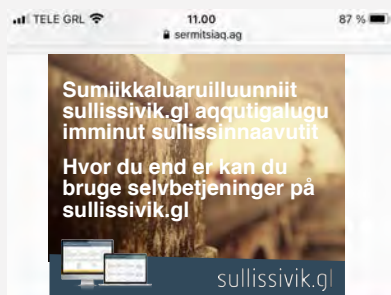 TELE GRL 11.00 87 %
sermitsiaq.ag
Sumiikkaluaruilluunniit
sullissivik.gl aqqutigalugu
imminut sullissinnaavutit
Hvor du end er kan du
bruge selvbetjeninger på
sullissivik.gl
sullissivik.gl